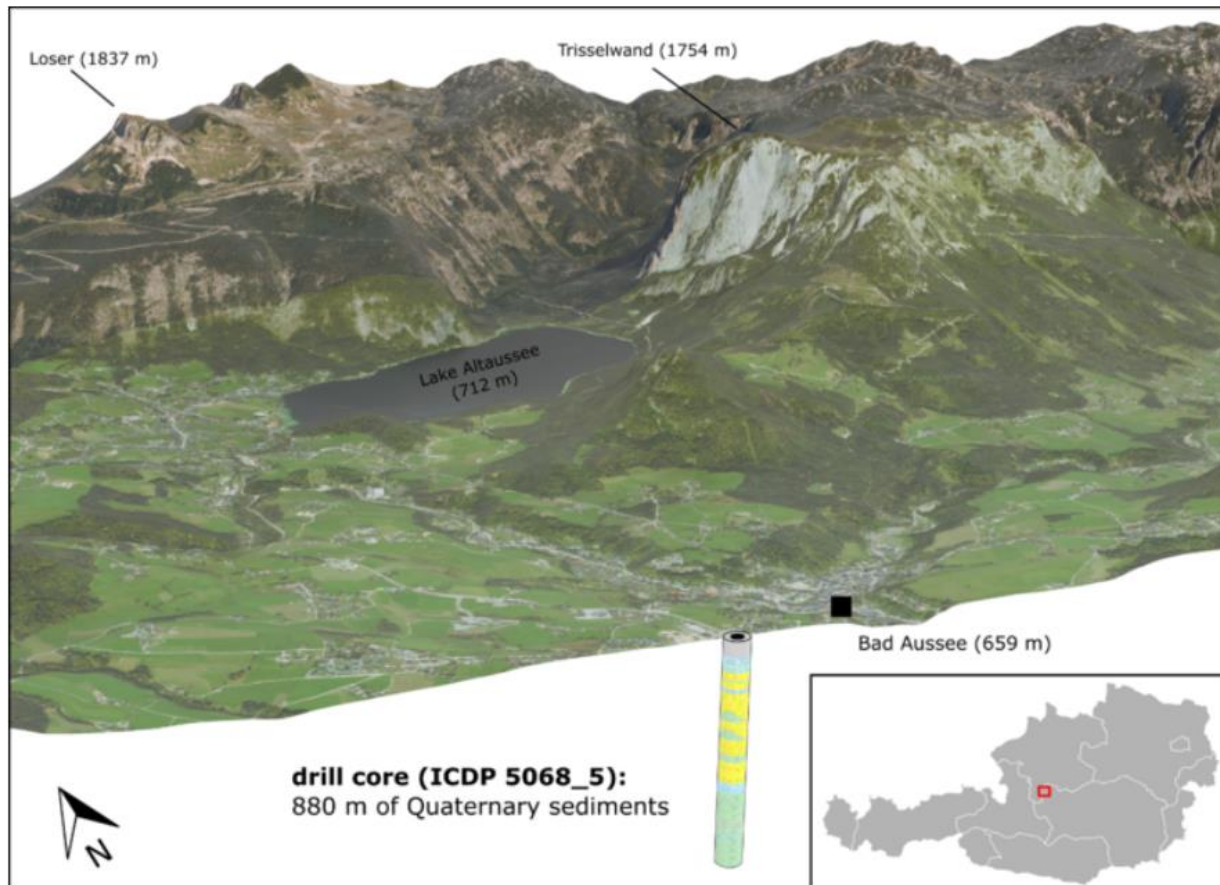 Loser (1837 m)
Trisselwand (1754 m)
Lake Altaussee
(712 m)
Bad Aussee (659 m)
drill core (ICDP 5068_5):
880 m of Quaternary sediments
N